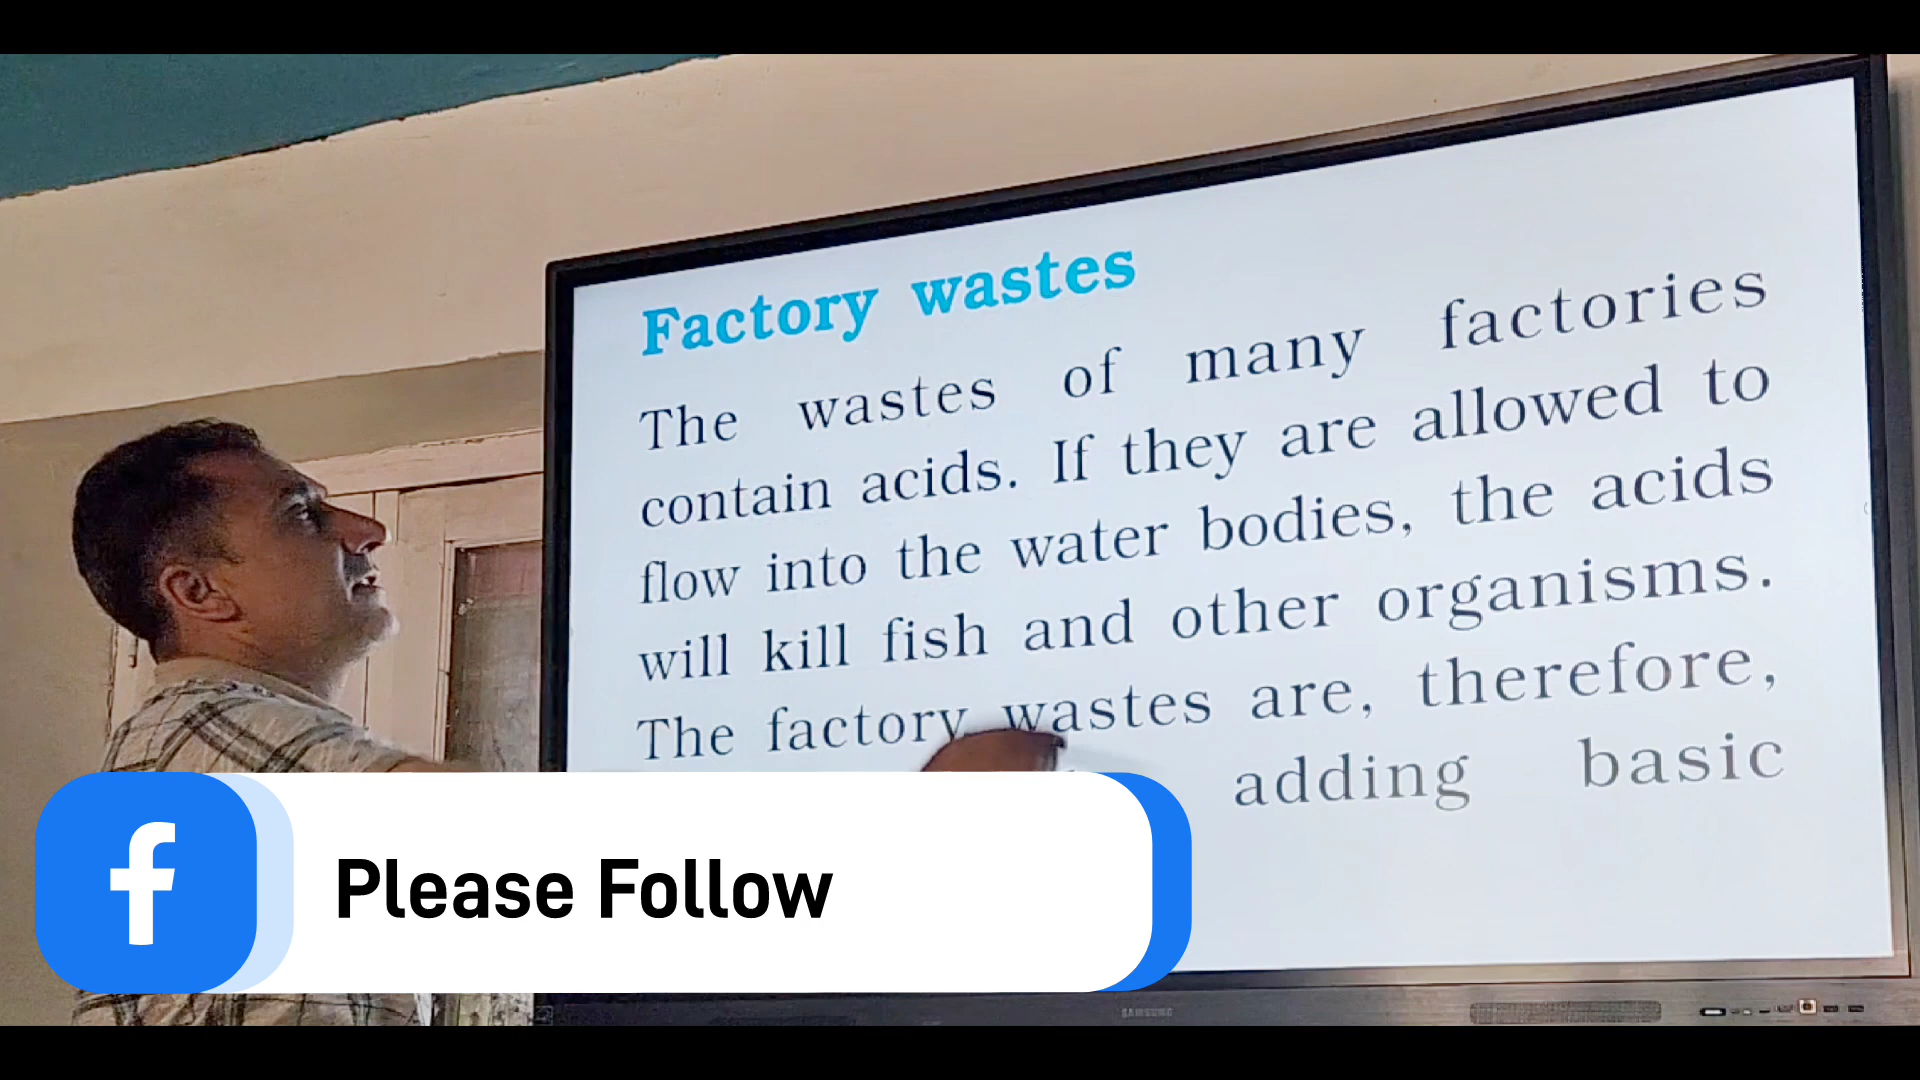 Factory wastes
The wastes of many factories
contain acids. If they are allowed to
flow into the water bodies, the acids
will kill fish and other organisms.
The factory wastes are, therefore,
adding basic
Please Follow
SAMSUNG